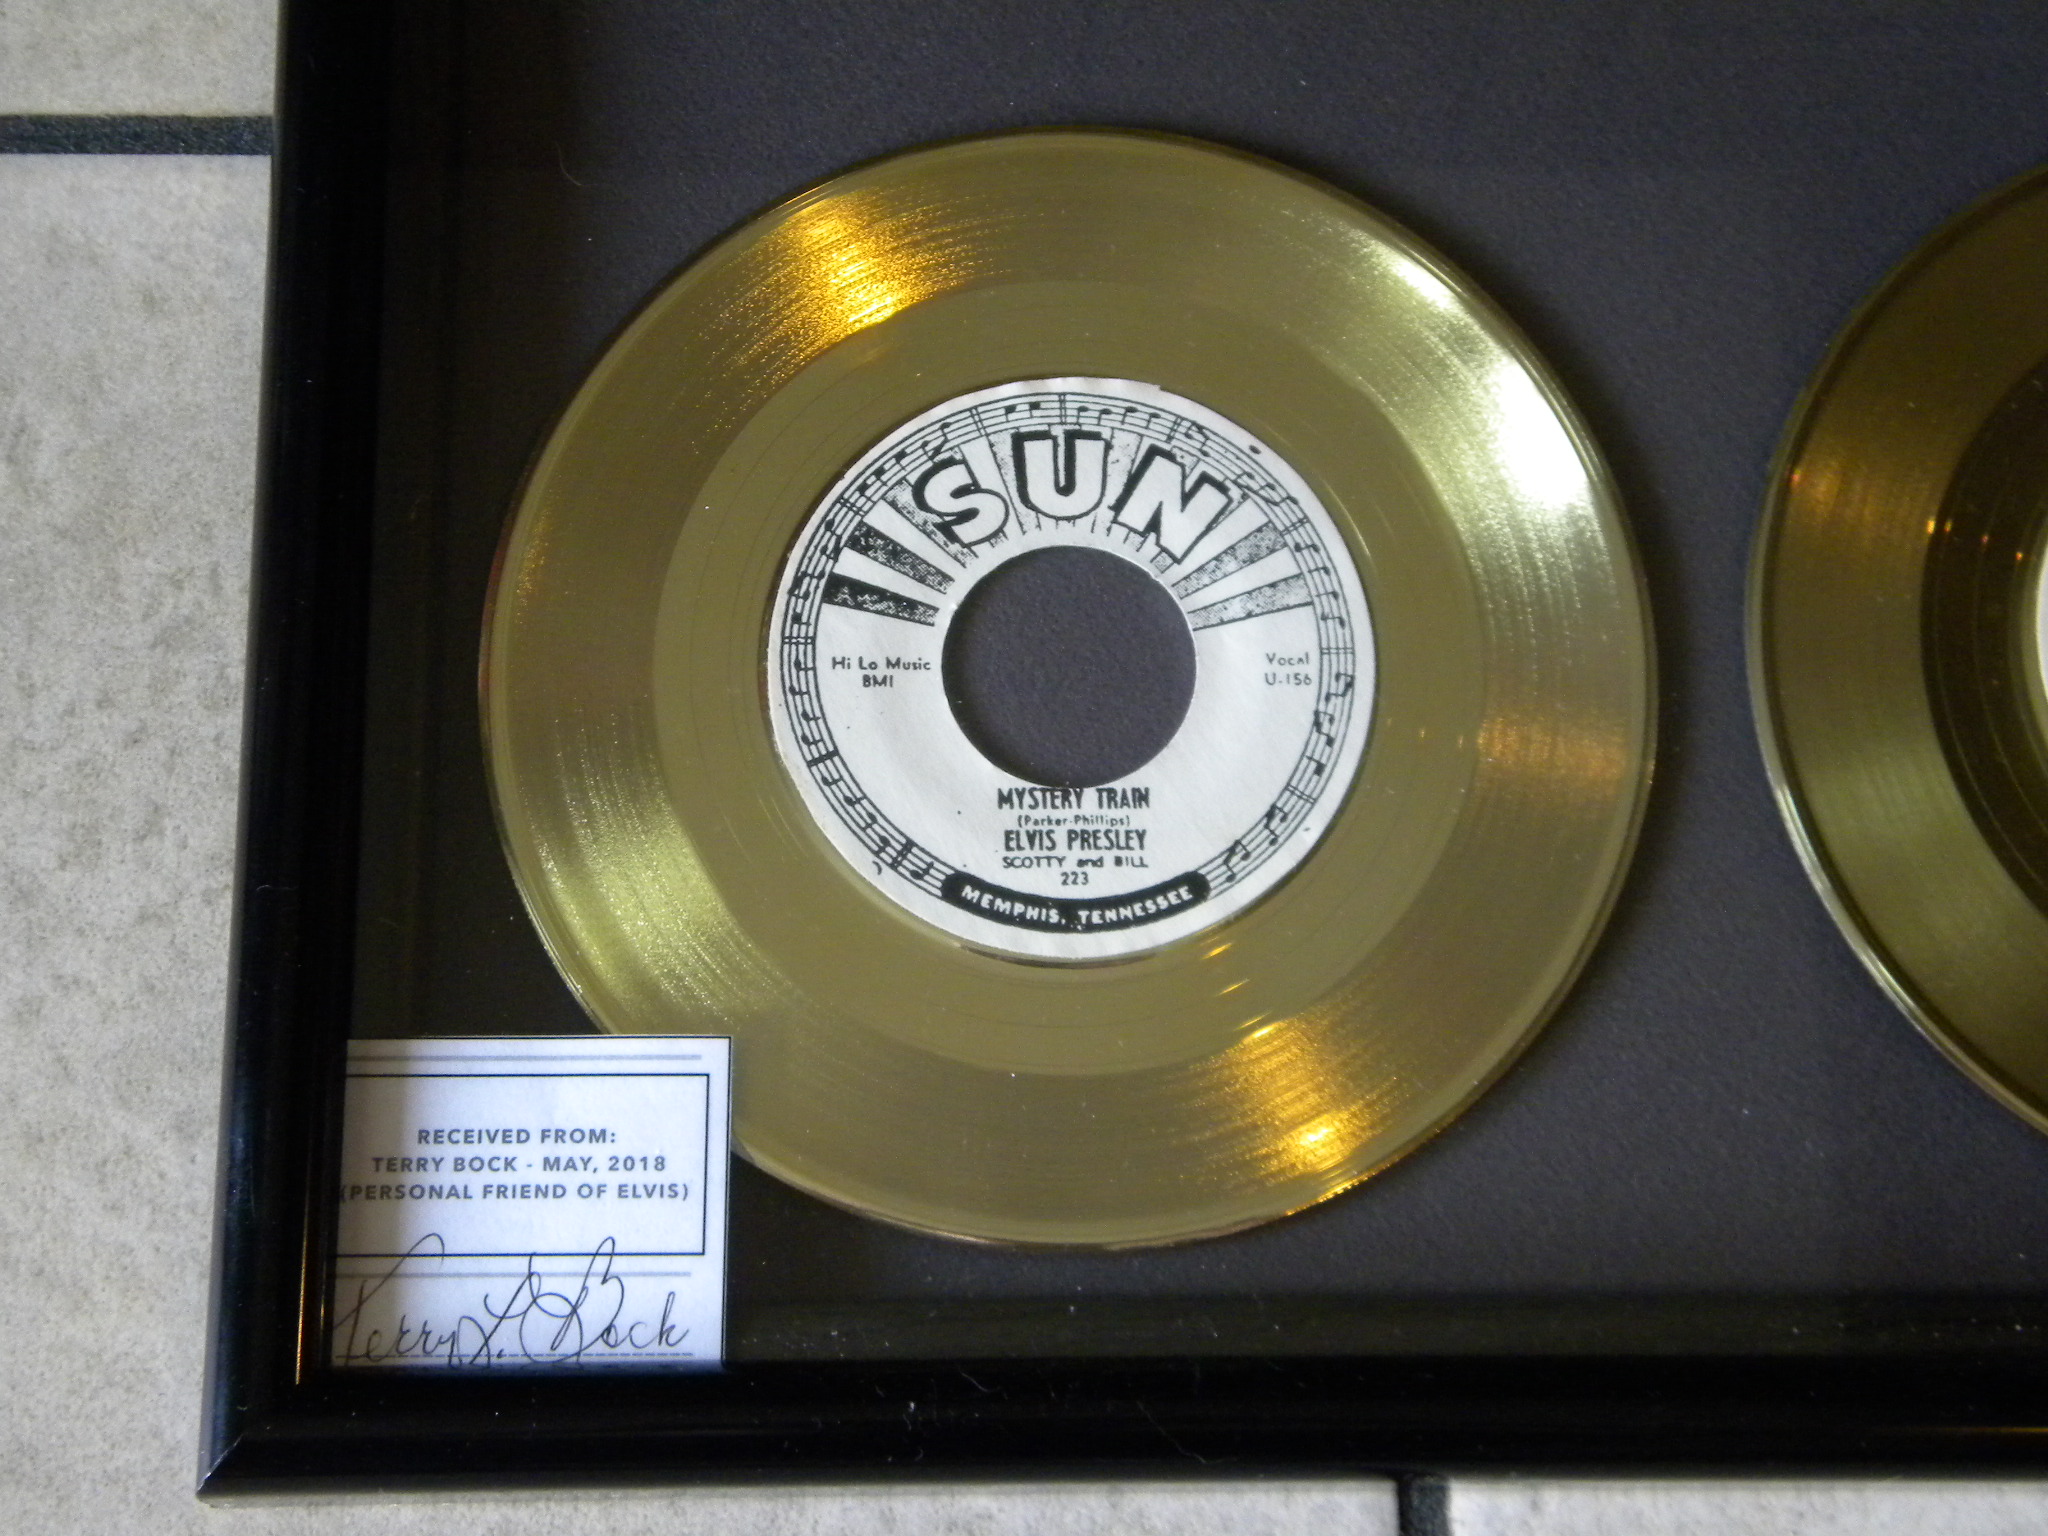 SUN
Hi Lo Music
BMI
Vocal
U-156
MYSTERY TRAIN
(Parker-Phillips)
ELVIS PRESLEY
SCOTTY and BILL
223
MEMPHIS, TENNESSEE
RECEIVED FROM:
TERRY BOCK - MAY, 2018
(PERSONAL FRIEND OF ELVIS)
Terry L. Bock